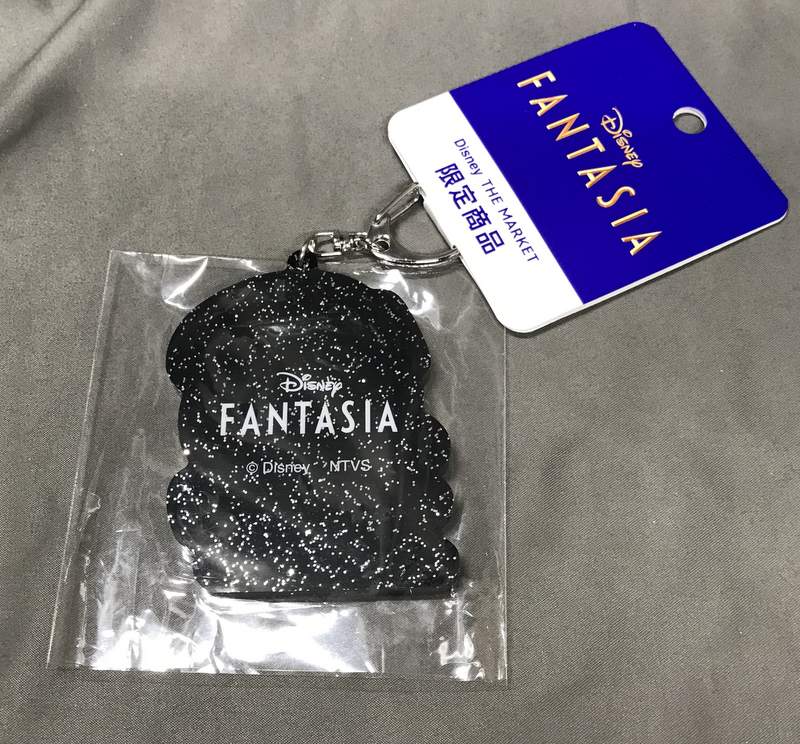 Disney
FANTASIA
Disney THE MARKET
限定商品
Disney
FANTASIA
© Disney NTVS